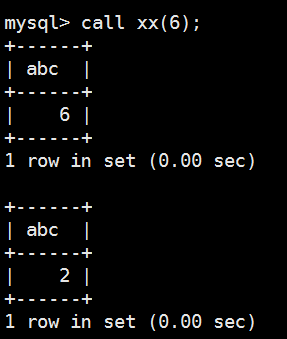 mysql> call xx(6);
+------+
| abc  |
+------+
|    6 |
+------+
1 row in set (0.00 sec)

+------+
| abc  |
+------+
|    2 |
+------+
1 row in set (0.00 sec)